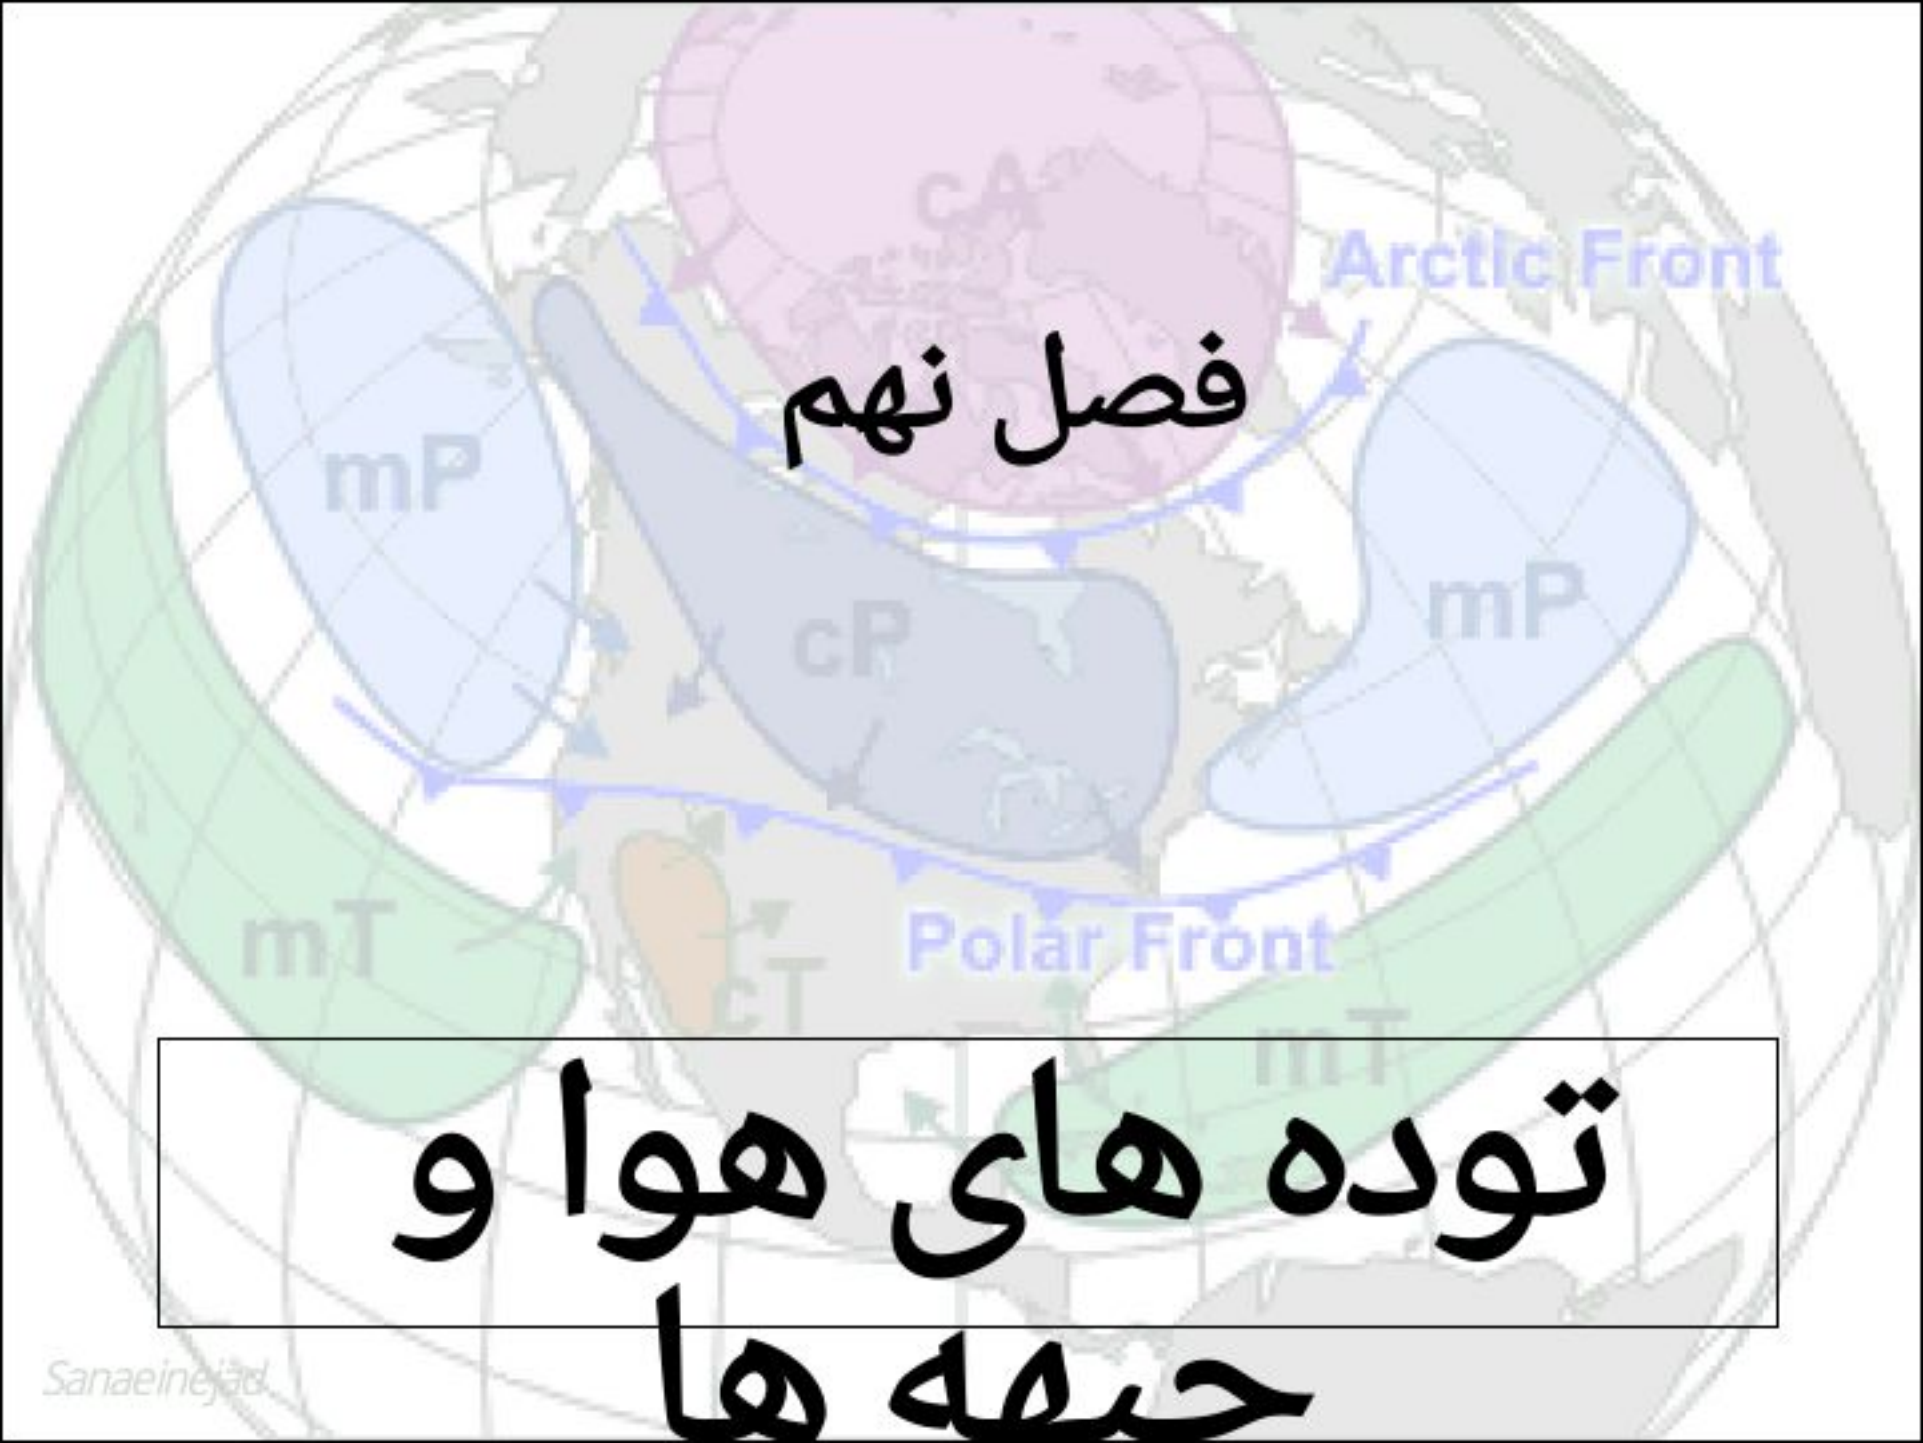 cA
Arctic Front
فصل نهم
mP
mP
cP
mT
Polar Front
cT
mT
توده های هوا و
جبهه ها
Sanaeinejad